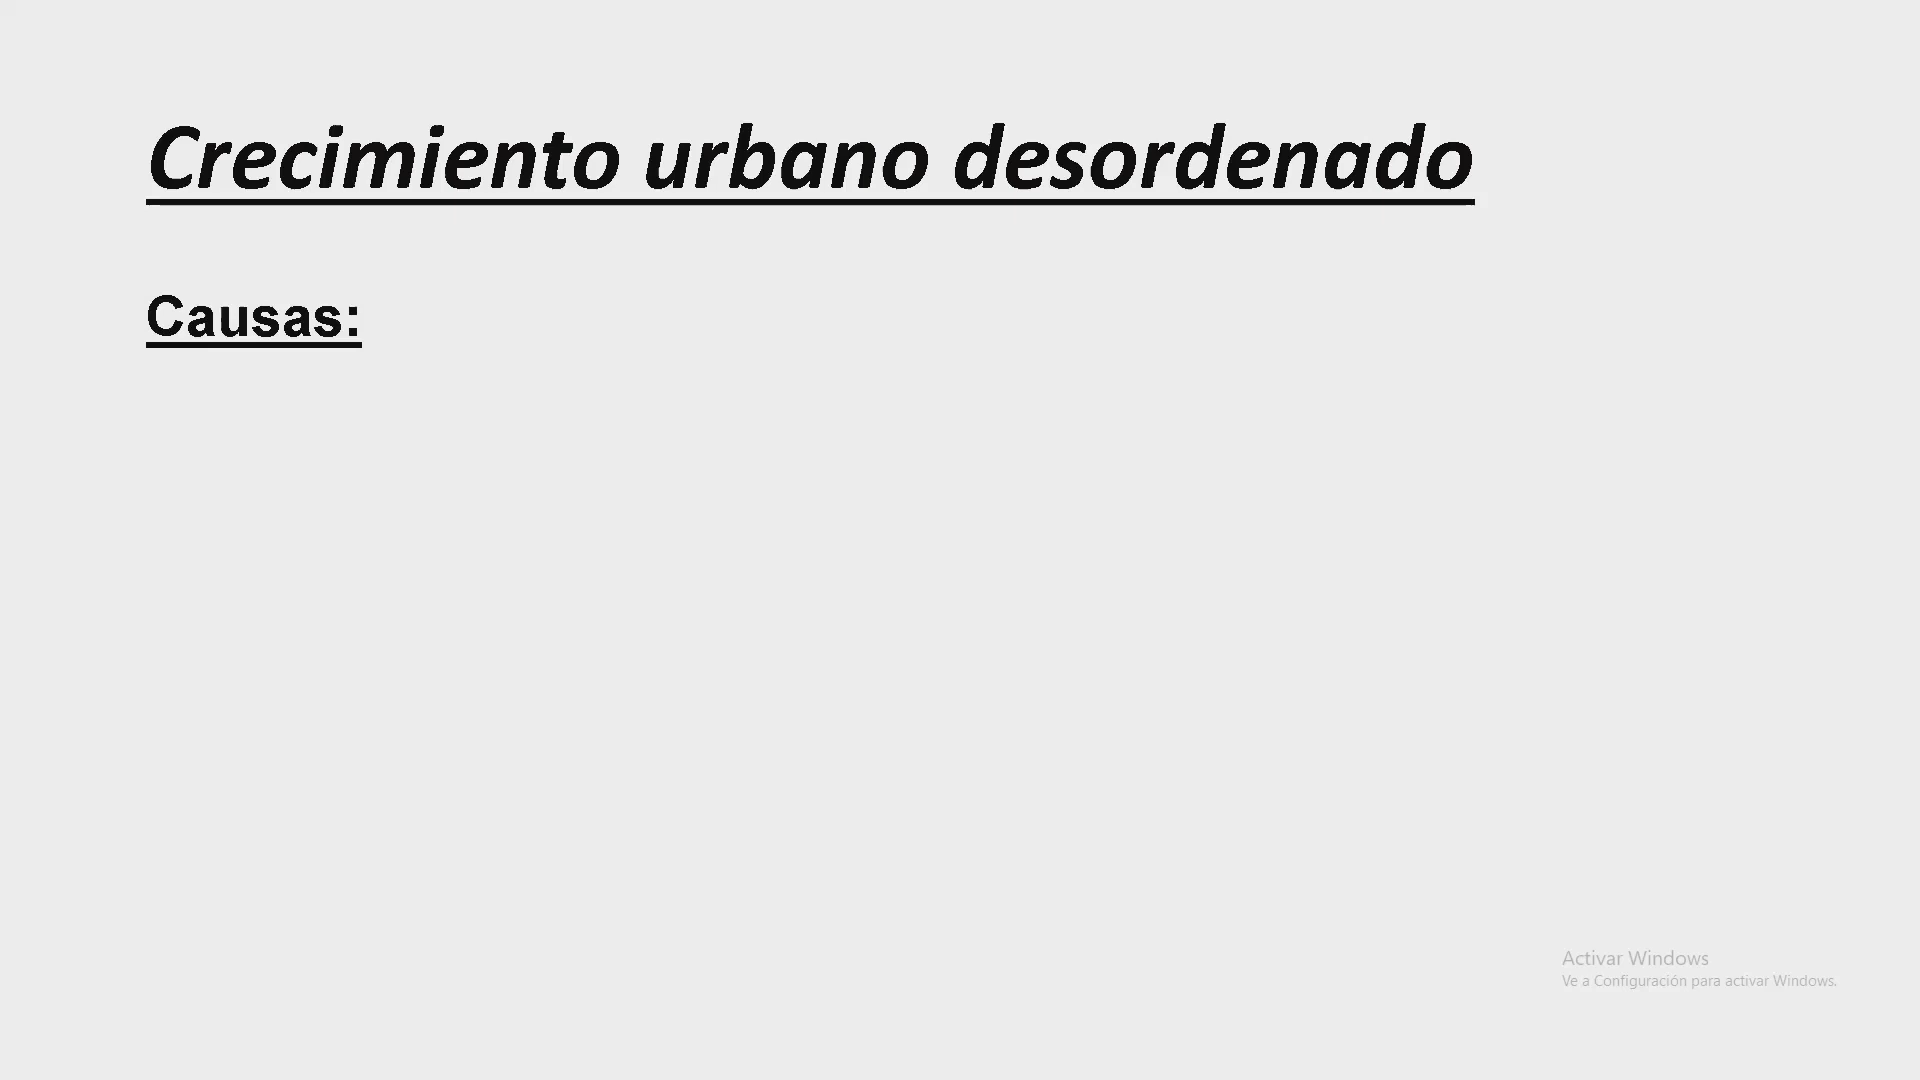 Crecimiento urbano desordenado
Causas:
Activar Windows
Ve a Configuración para activar Windows.